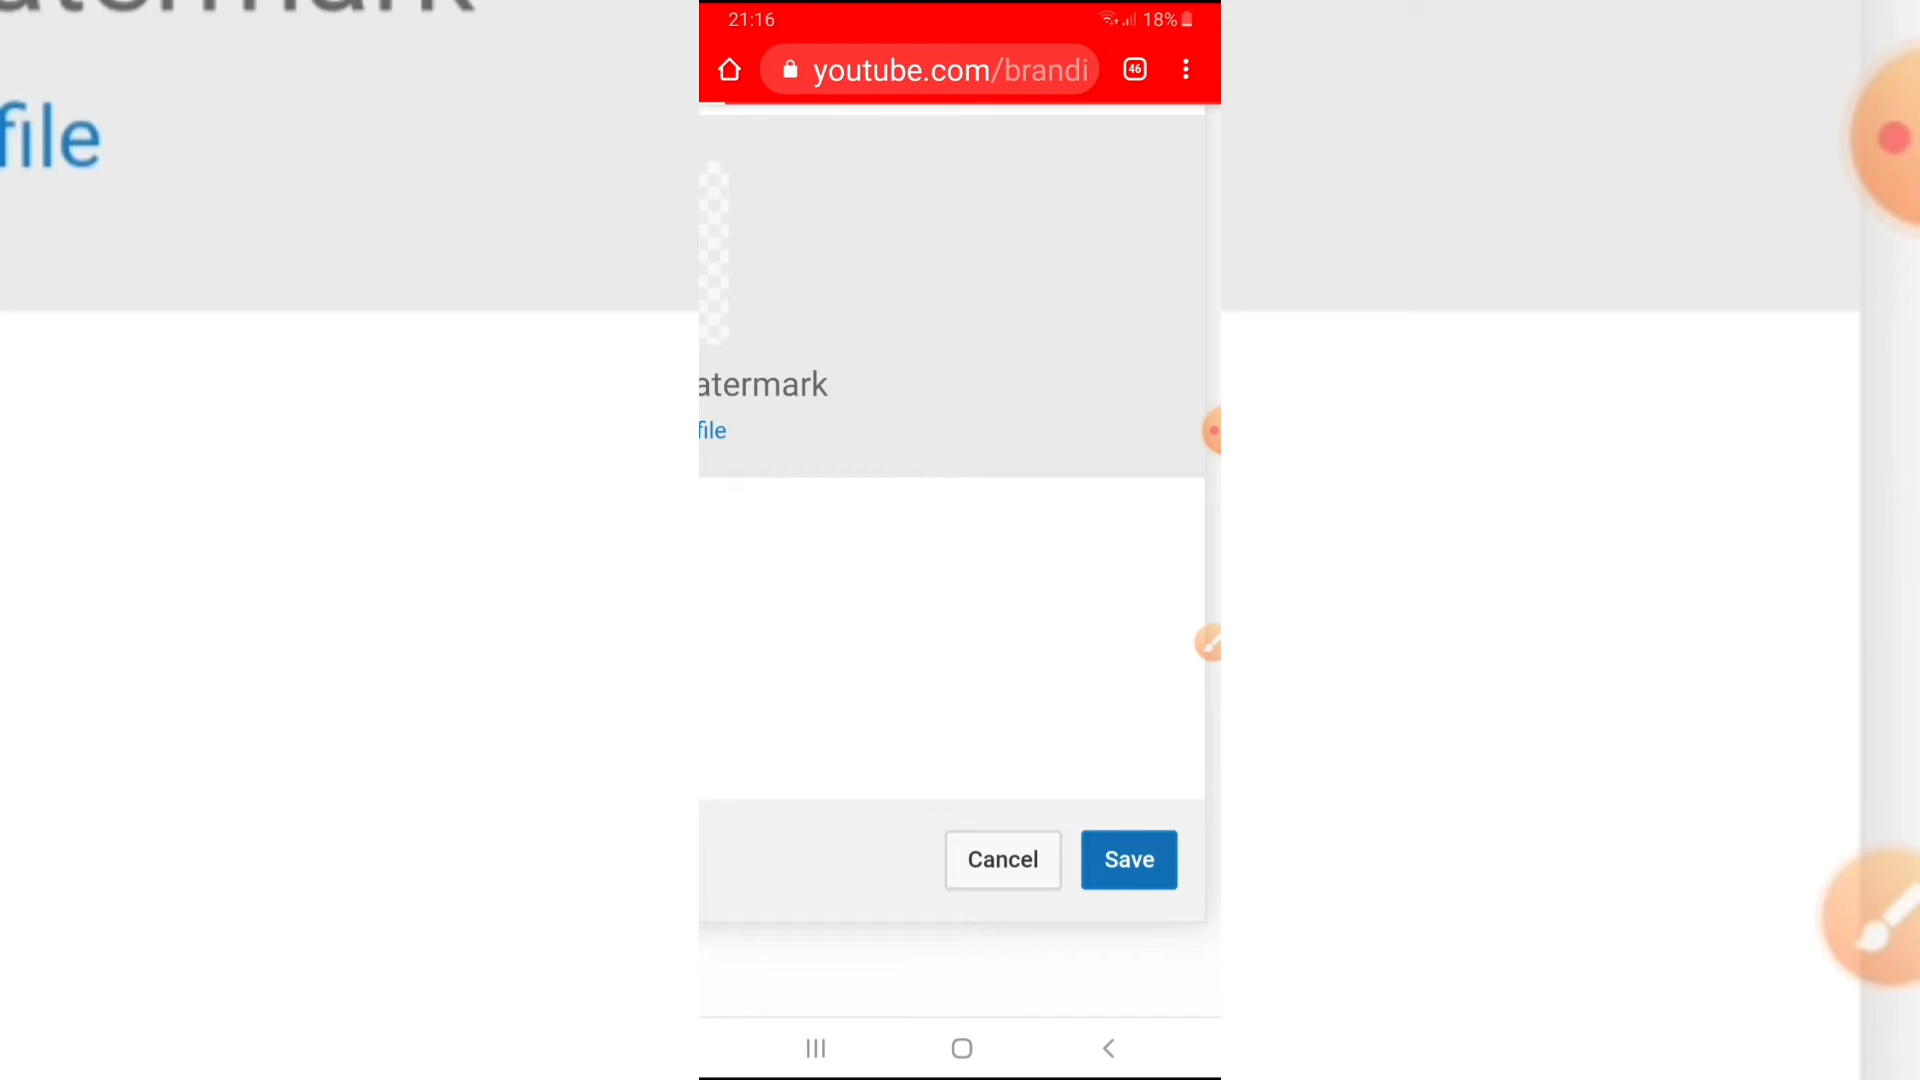 21:16 18%
youtube.com/brandi 46
atermark
file
Cancel Save
atermark
file